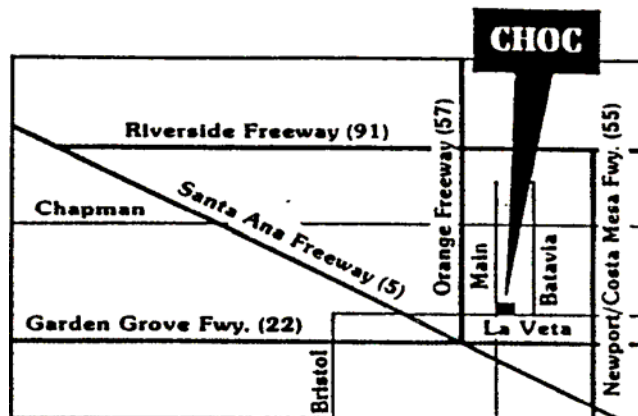 CHOC
Riverside Freeway (91)
Orange Freeway (57)
Newport/Costa Mesa Fwy. (55)
Santa Ana Freeway (5)
Chapman
Main
Batavia
Garden Grove Fwy. (22)
La Veta
Bristol